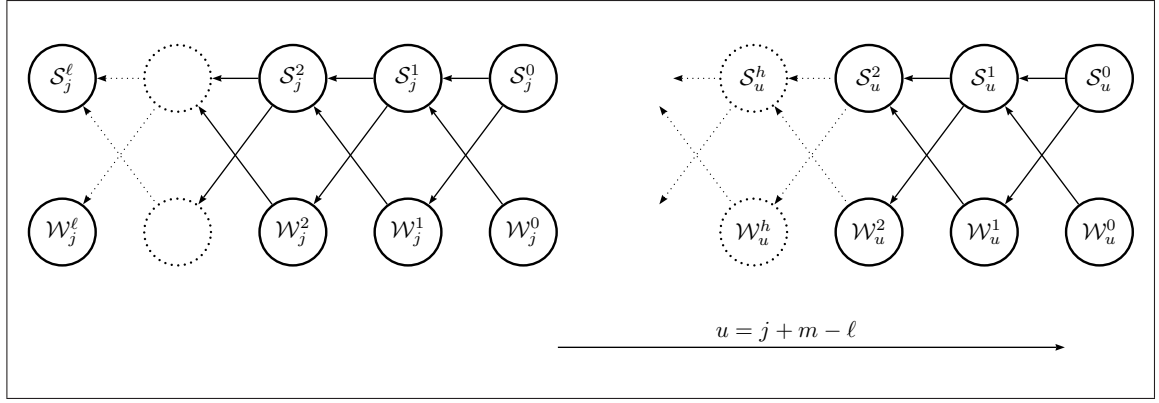 𝒮_j^ℓ 𝒮_j^2 𝒮_j^1 𝒮_j^0 𝒮_u^h 𝒮_u^2 𝒮_u^1 𝒮_u^0
𝒲_j^ℓ 𝒲_j^2 𝒲_j^1 𝒲_j^0 𝒲_u^h 𝒲_u^2 𝒲_u^1 𝒲_u^0
u = j + m − ℓ